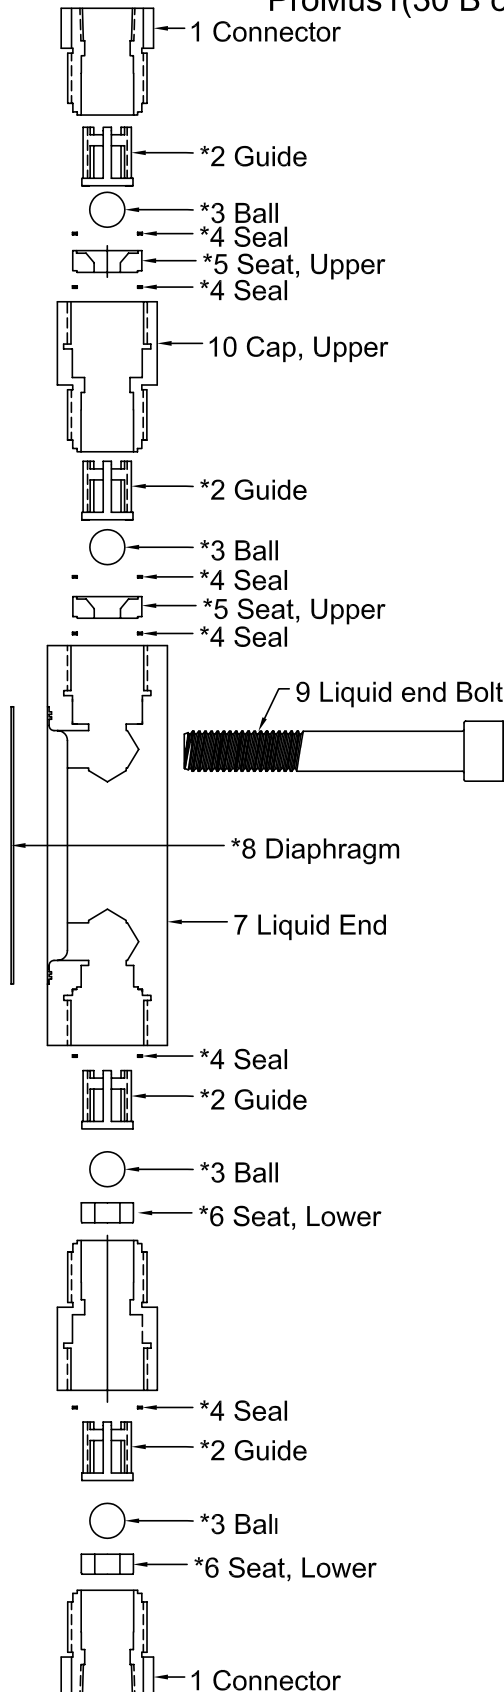 ProMus I(30 B
1 Connector
*2 Guide
*3 Ball
*4 Seal
*5 Seat, Upper
*4 Seal
10 Cap, Upper
*2 Guide
*3 Ball
*4 Seal
*5 Seat, Upper
*4 Seal
9 Liquid end Bolt
*8 Diaphragm
7 Liquid End
*4 Seal
*2 Guide
*3 Ball
*6 Seat, Lower
*4 Seal
*2 Guide
*3 Ball
*6 Seat, Lower
1 Connector